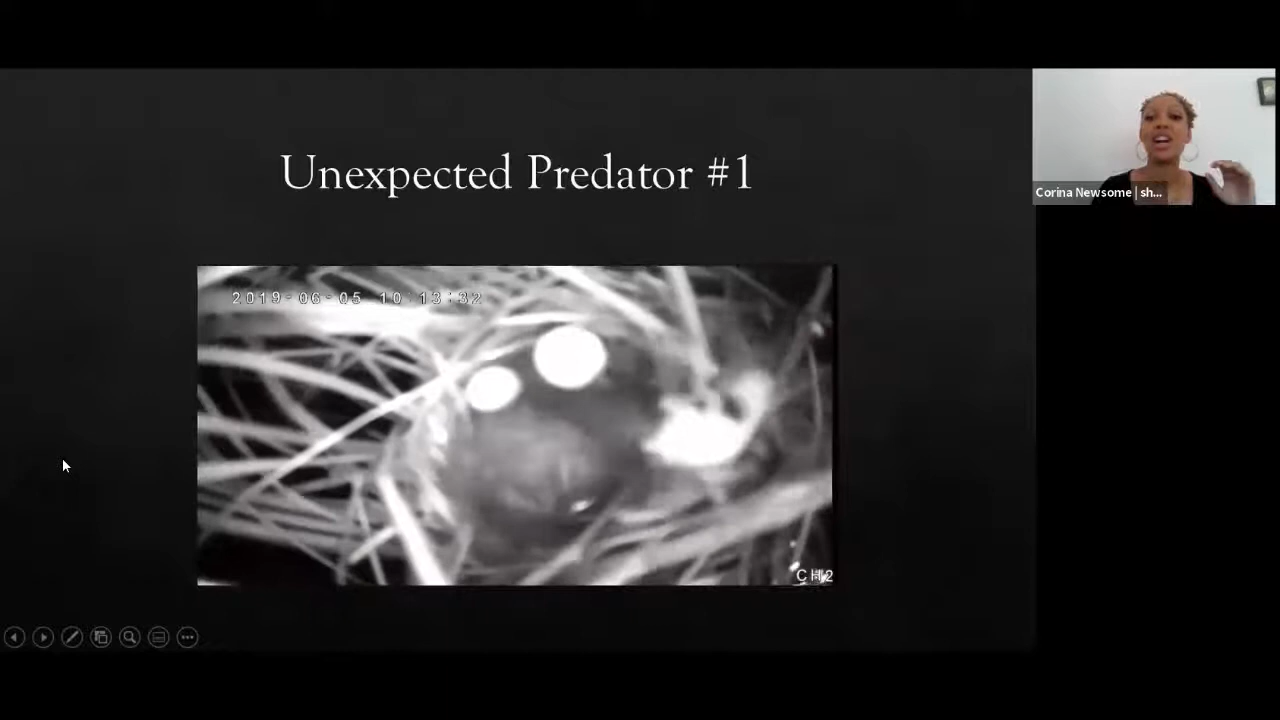 Unexpected Predator #1
Corina Newsome | sh...
2019-06-05 10:13:32
CH2